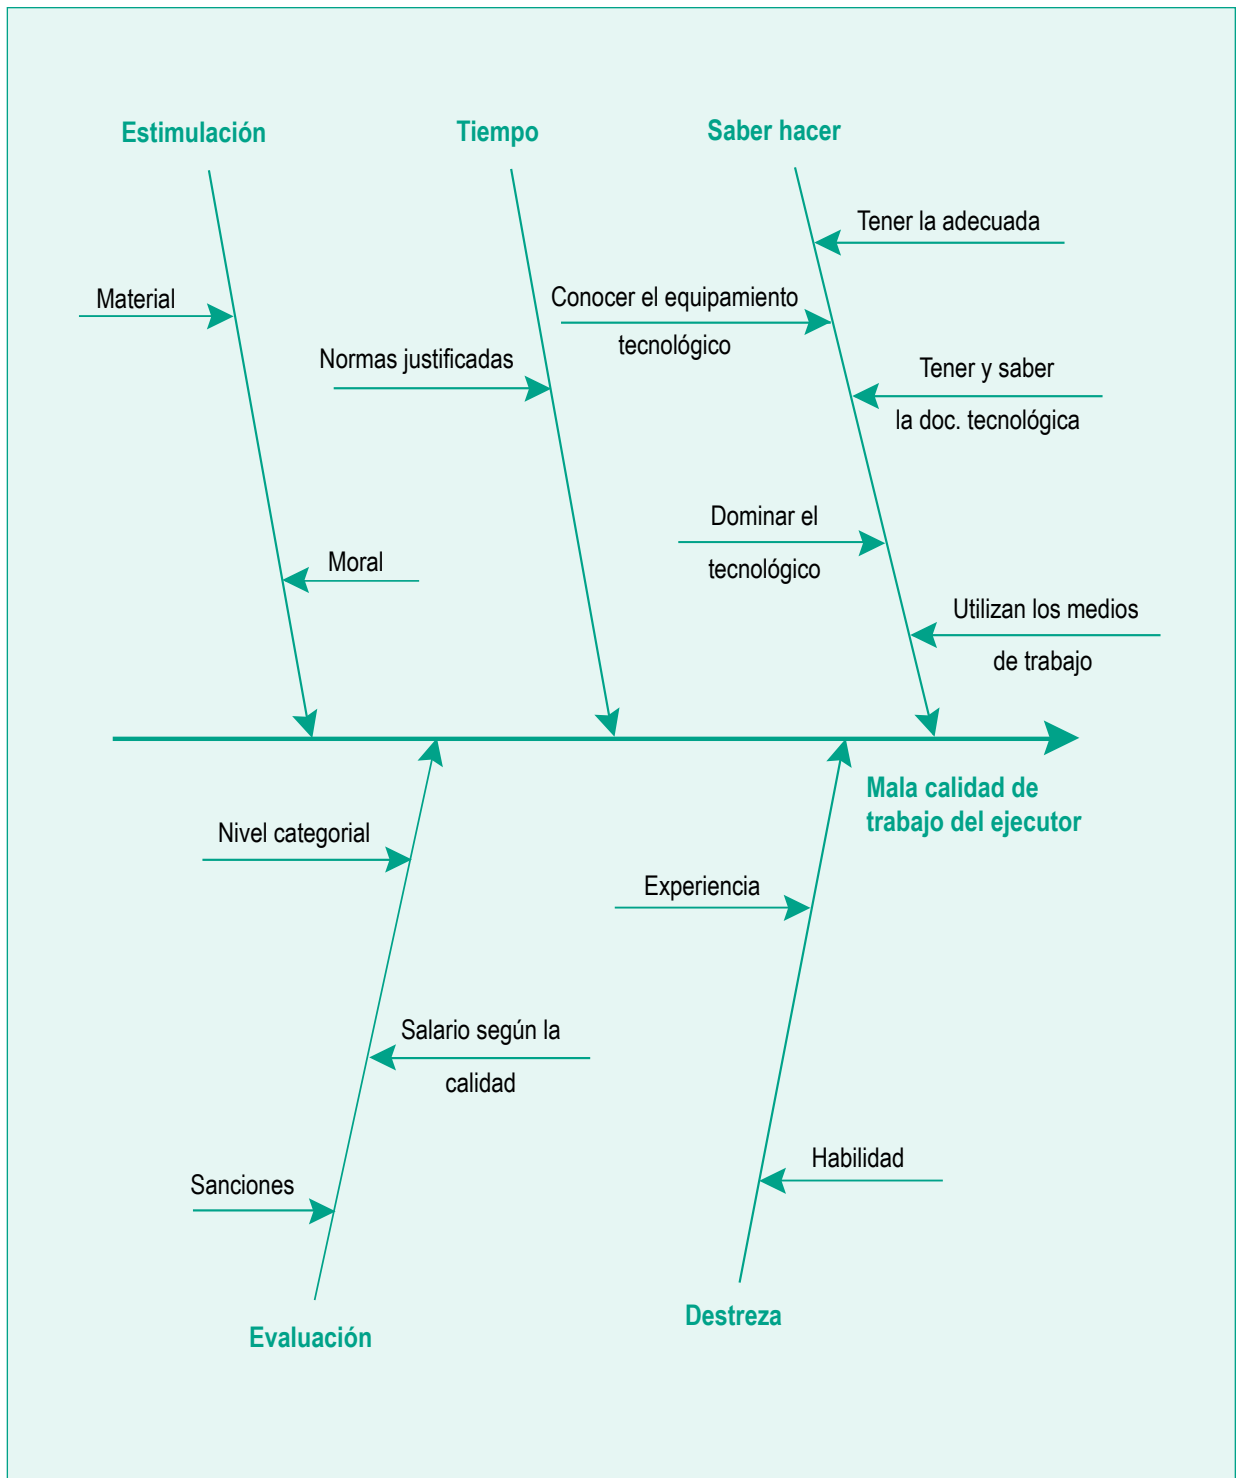 Estimulación
Tiempo
Saber hacer
Tener la adecuada
Material
Conocer el equipamiento
tecnológico
Normas justificadas
Tener y saber
la doc. tecnológica
Dominar el
tecnológico
Moral
Utilizan los medios
de trabajo
Mala calidad de
trabajo del ejecutor
Nivel categorial
Experiencia
Salario según la
calidad
Habilidad
Sanciones
Destreza
Evaluación